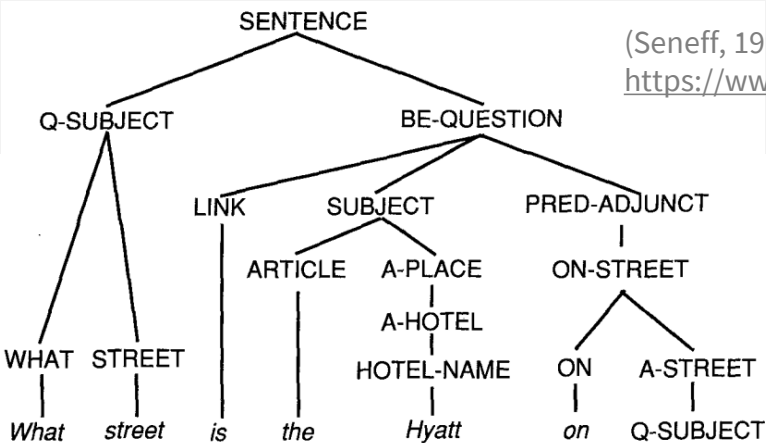 SENTENCE
(Seneff, 19
https://ww
Q-SUBJECT BE-QUESTION
LINK SUBJECT PRED-ADJUNCT
ARTICLE A-PLACE ON-STREET
A-HOTEL
WHAT STREET HOTEL-NAME ON A-STREET
What street is the Hyatt on Q-SUBJECT